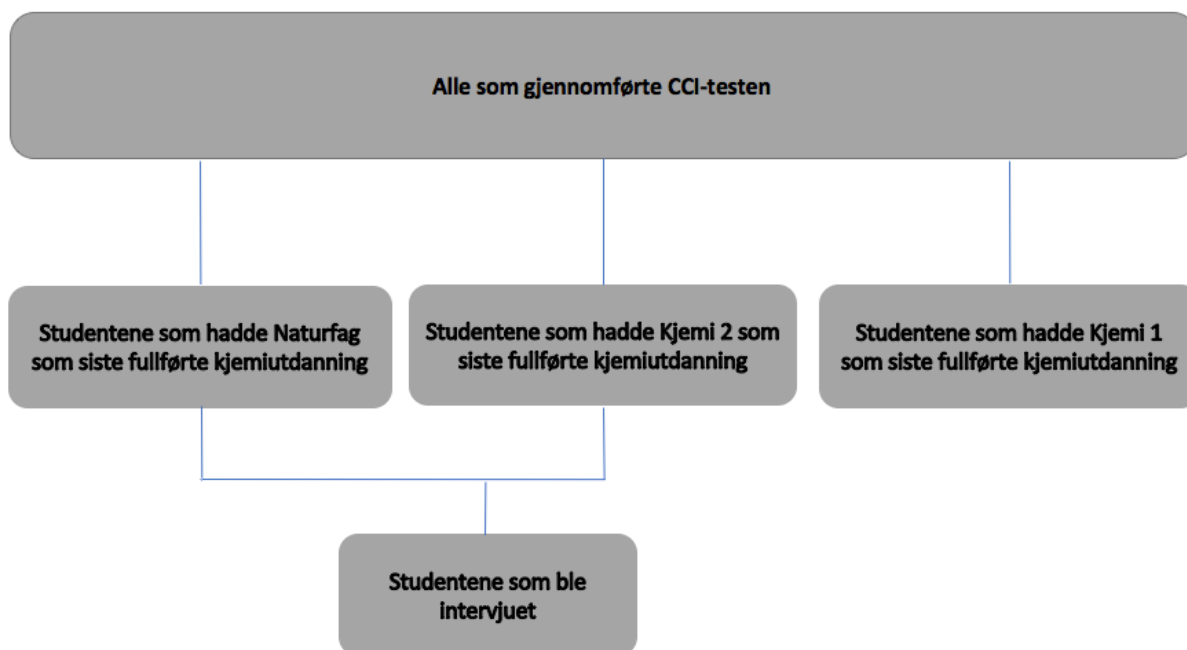 Alle som gjennomførte CCI-testen
Studentene som hadde Naturfag
som siste fullførte kjemiutdanning
Studentene som hadde Kjemi 2 som
siste fullførte kjemiutdanning
Studentene som hadde Kjemi 1
som siste fullførte kjemiutdanning
Studentene som ble
intervjuet